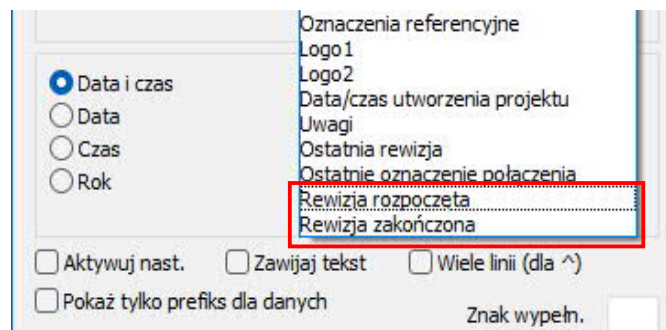 Oznaczenia referencyjne
Logo1
Logo2
Data/czas utworzenia projektu
Uwagi
Ostatnia rewizja
Ostatnie oznaczenie połączenia
Rewizja rozpoczęta
Rewizja zakończona
Data i czas
Data
Czas
Rok
Aktywuj nast.
Zawijaj tekst
Wiele linii (dla ^)
Pokaż tylko prefiks dla danych
Znak wypełn.